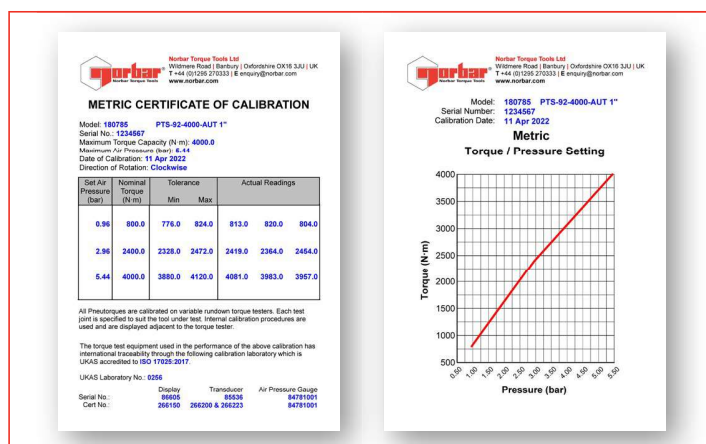 norbar
Norbar Torque Tools Ltd
Wildmere Road | Banbury | Oxfordshire OX16 3JU | UK
T +44 (0)1295 270333 | E enquiry@norbar.com
www.norbar.com
METRIC CERTIFICATE OF CALIBRATION
Model: 180785 PTS-92-4000-AUT 1"
Serial No.: 1234567
Maximum Torque Capacity (N·m): 4000.0
Maximum Air Pressure (bar): 5.44
Date of Calibration: 11 Apr 2022
Direction of Rotation: Clockwise
Set Air Pressure (bar) Nominal Torque (N·m) Tolerance Min Max Actual Readings
0.96 800.0 776.0 824.0 813.0 820.0 804.0
2.96 2400.0 2328.0 2472.0 2419.0 2364.0 2454.0
5.44 4000.0 3880.0 4120.0 4081.0 3983.0 3957.0
All Pneutorques are calibrated on variable rundown torque testers. Each test
joint is specified to suit the tool under test. Internal calibration procedures are
used and are displayed adjacent to the torque tester.
The torque test equipment used in the performance of the above calibration has
international traceability through the following calibration laboratory which is
UKAS accredited to ISO 17025:2017.
UKAS Laboratory No.: 0256
Display Transducer Air Pressure Gauge
Serial No.: 86605 85536 84781001
Cert No.: 266150 266200 & 266223 84781001
norbar
Norbar Torque Tools Ltd
Wildmere Road | Banbury | Oxfordshire OX16 3JU | UK
T +44 (0)1295 270333 | E enquiry@norbar.com
www.norbar.com
Model: 180785 PTS-92-4000-AUT 1"
Serial Number: 1234567
Calibration Date: 11 Apr 2022
Metric
Torque / Pressure Setting
Torque (N·m)
4000
3500
3000
2500
2000
1500
1000
500
0.50 1.00 1.50 2.00 2.50 3.00 3.50 4.00 4.50 5.00 5.50
Pressure (bar)